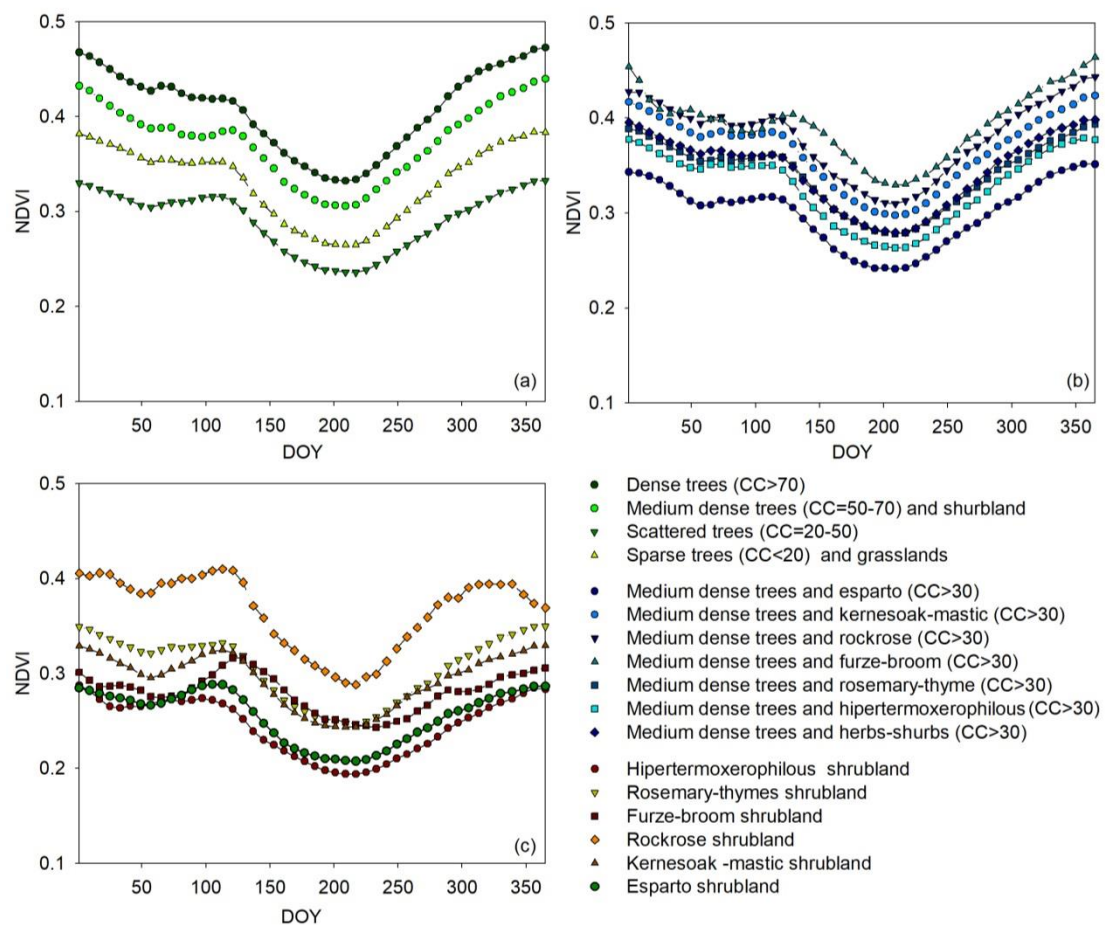 0.5
0.4
0.3
0.2
0.1
NDVI
(a)
50 100 150 200 250 300 350
DOY
0.5
0.4
0.3
0.2
0.1
NDVI
(b)
50 100 150 200 250 300 350
DOY
0.5
0.4
0.3
0.2
0.1
NDVI
(c)
50 100 150 200 250 300 350
DOY
Dense trees (CC>70)
Medium dense trees (CC=50-70) and shurbland
Scattered trees (CC=20-50)
Sparse trees (CC<20) and grasslands
Medium dense trees and esparto (CC>30)
Medium dense trees and kernesoak-mastic (CC>30)
Medium dense trees and rockrose (CC>30)
Medium dense trees and furze-broom (CC>30)
Medium dense trees and rosemary-thyme (CC>30)
Medium dense trees and hipertermoxerophilous (CC>30)
Medium dense trees and herbs-shurbs (CC>30)
Hipertermoxerophilous shrubland
Rosemary-thymes shrubland
Furze-broom shrubland
Rockrose shrubland
Kernesoak -mastic shrubland
Esparto shrubland